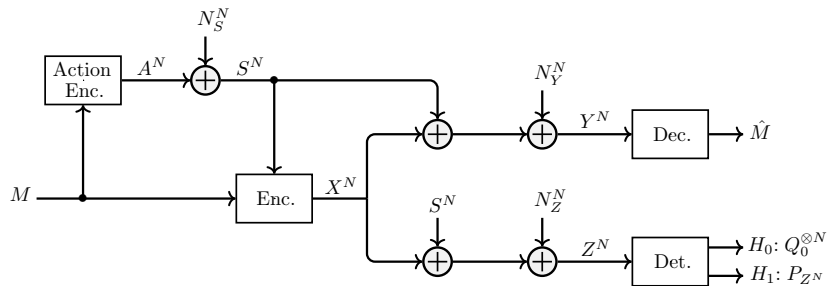 N_S^N
Action
Enc.
A^N
S^N
N_Y^N
Y^N
Dec.
M̂
M
Enc.
X^N
S^N
N_Z^N
Z^N
Det.
H_0: Q_0^{⊗N}
H_1: P_{Z^N}